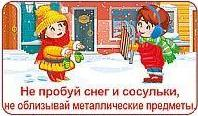 Не пробуй снег и сосульки,
не облизывай металлические предметы.